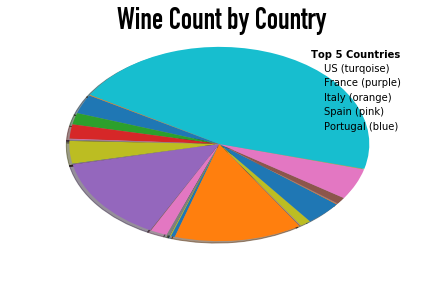 Wine Count by Country
Top 5 Countries
US (turqoise)
France (purple)
Italy (orange)
Spain (pink)
Portugal (blue)